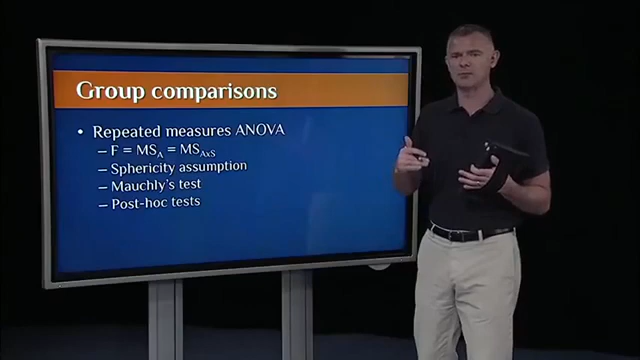 Group comparisons
• Repeated measures ANOVA
– F = MSA = MSAxS
– Sphericity assumption
– Mauchly's test
– Post-hoc tests